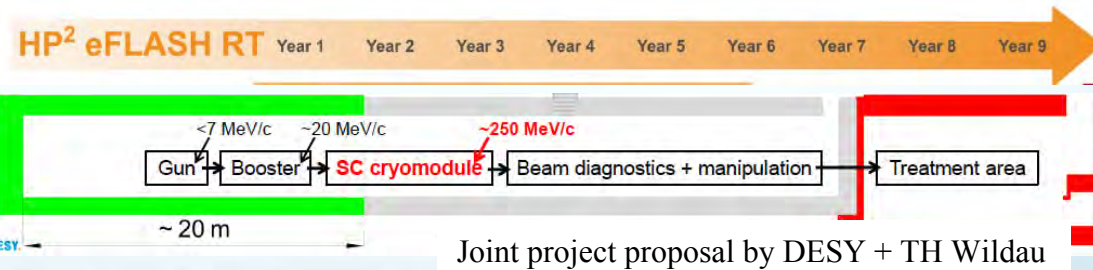 HP² eFLASH RT Year 1 Year 2 Year 3 Year 4 Year 5 Year 6 Year 7 Year 8 Year 9
<7 MeV/c ~20 MeV/c ~250 MeV/c
Gun Booster SC cryomodule Beam diagnostics + manipulation Treatment area
~ 20 m
ESY.
Joint project proposal by DESY + TH Wildau